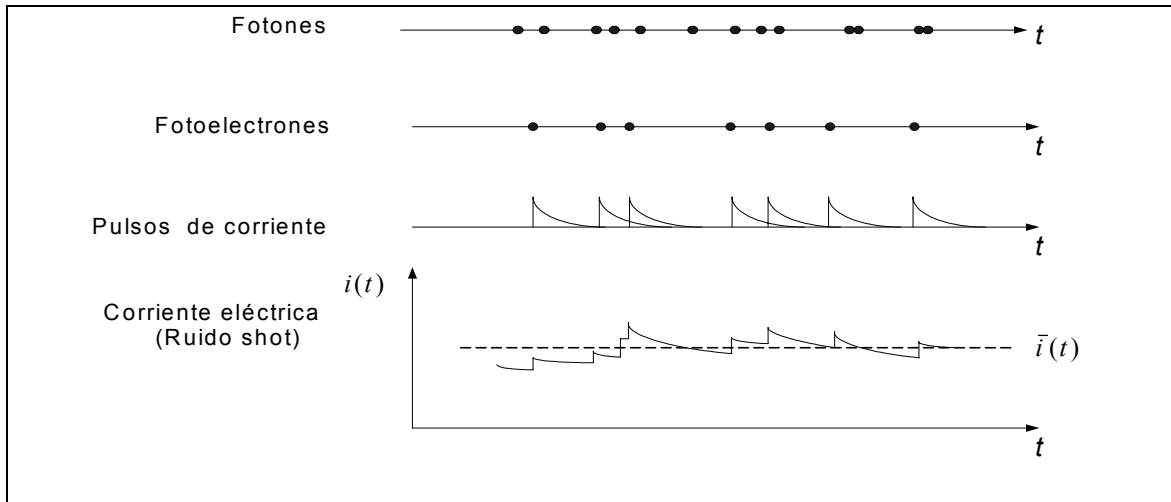 Fotones
t
Fotoelectrones
t
Pulsos de corriente
t
i(t)
Corriente eléctrica
(Ruido shot)
i̅(t)
t